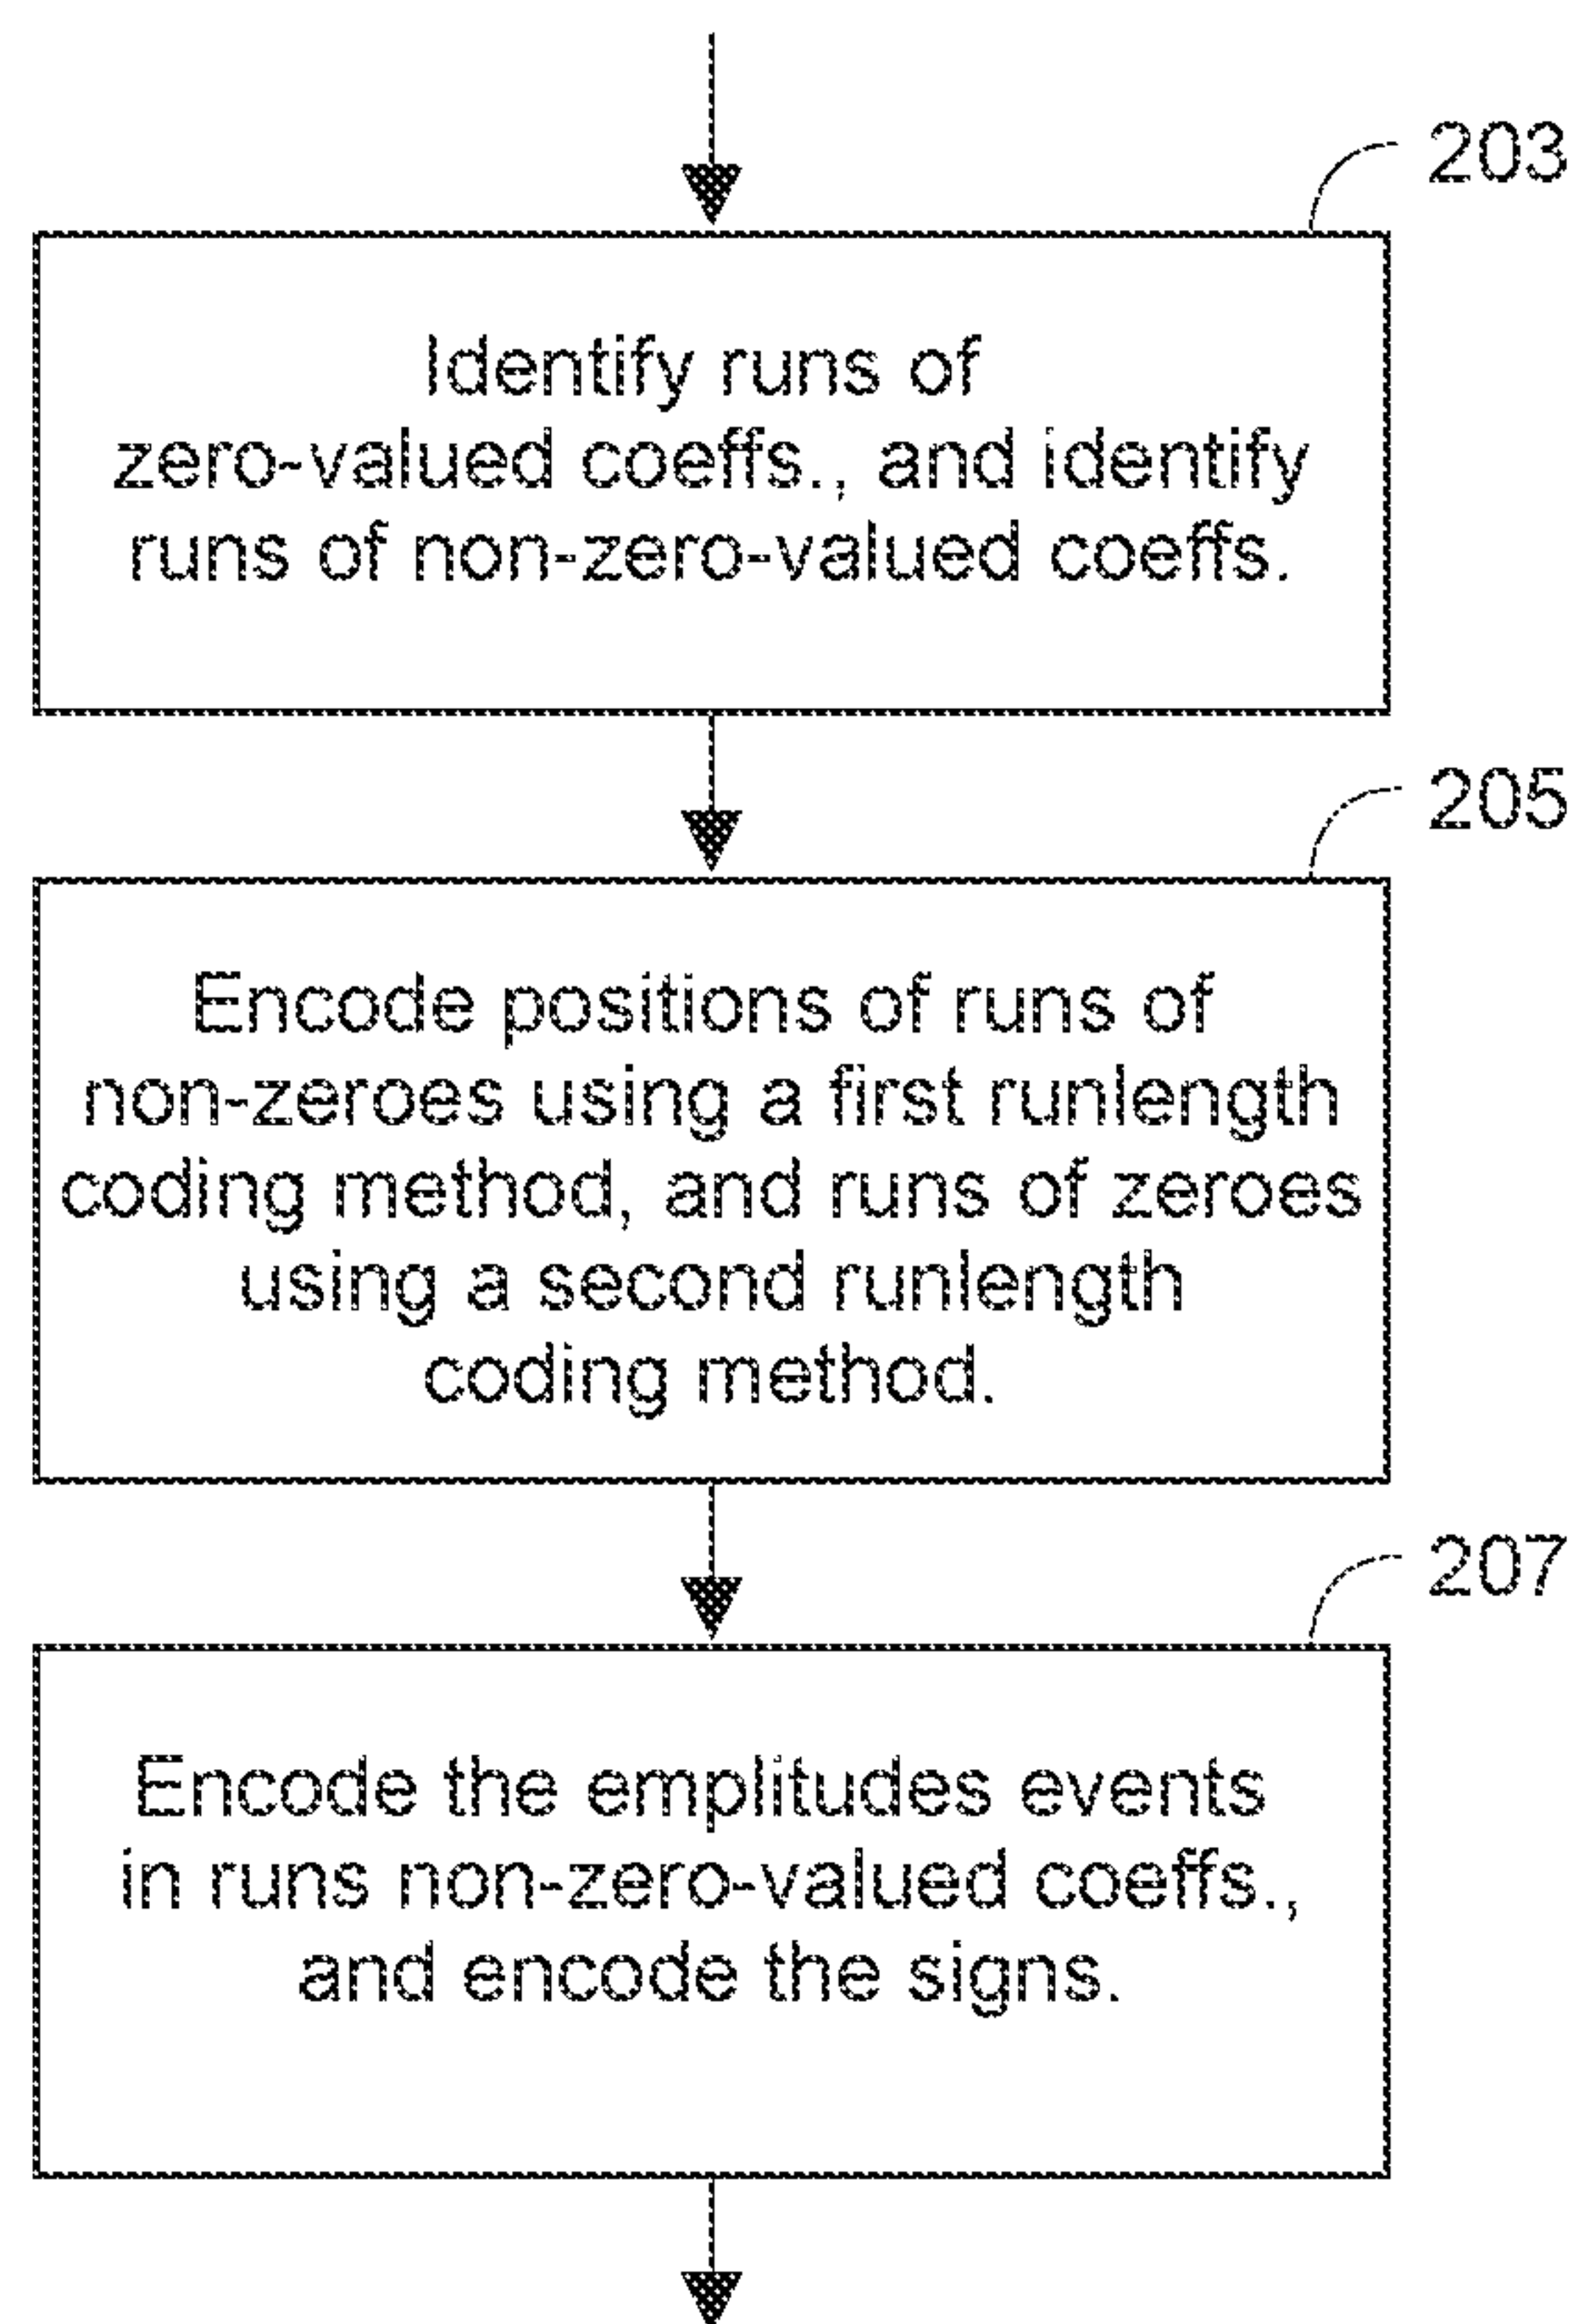 203
Identify runs of
zero-valued coeffs., and identify
runs of non-zero-valued coeffs.
205
Encode positions of runs of
non-zeroes using a first runlength
coding method, and runs of zeroes
using a second runlength
coding method.
207
Encode the emplitudes events
in runs non-zero-valued coeffs.,
and encode the signs.